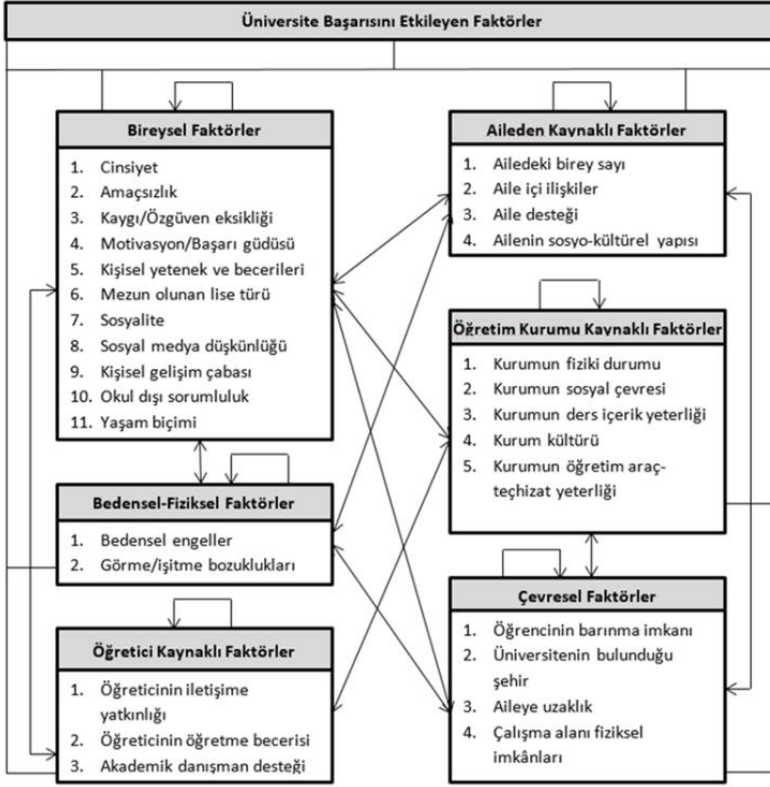 Üniversite Başarısını Etkileyen Faktörler
Bireysel Faktörler
1. Cinsiyet
2. Amaçsızlık
3. Kaygı/Özgüven eksikliği
4. Motivasyon/Başarı güdüsü
5. Kişisel yetenek ve becerileri
6. Mezun olunan lise türü
7. Sosyalite
8. Sosyal medya düşkünlüğü
9. Kişisel gelişim çabası
10. Okul dışı sorumluluk
11. Yaşam biçimi
Bedensel-Fiziksel Faktörler
1. Bedensel engeller
2. Görme/işitme bozuklukları
Öğretici Kaynaklı Faktörler
1. Öğreticinin iletişime
yatkınlığı
2. Öğreticinin öğretme becerisi
3. Akademik danışman desteği
Aileden Kaynaklı Faktörler
1. Ailedeki birey sayı
2. Aile içi ilişkiler
3. Aile desteği
4. Ailenin sosyo-kültürel yapısı
Öğretim Kurumu Kaynaklı Faktörler
1. Kurumun fiziki durumu
2. Kurumun sosyal çevresi
3. Kurumun ders içerik yeterliği
4. Kurum kültürü
5. Kurumun öğretim araç-
teçhizat yeterliği
Çevresel Faktörler
1. Öğrencinin barınma imkanı
2. Üniversitenin bulunduğu
şehir
3. Aileye uzaklık
4. Çalışma alanı fiziksel
imkânları